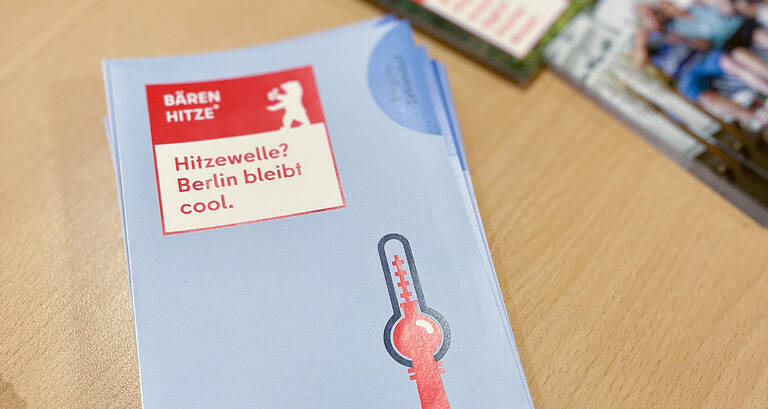 BÄREN
HITZE°
Hitzewelle?
Berlin bleibt
cool.